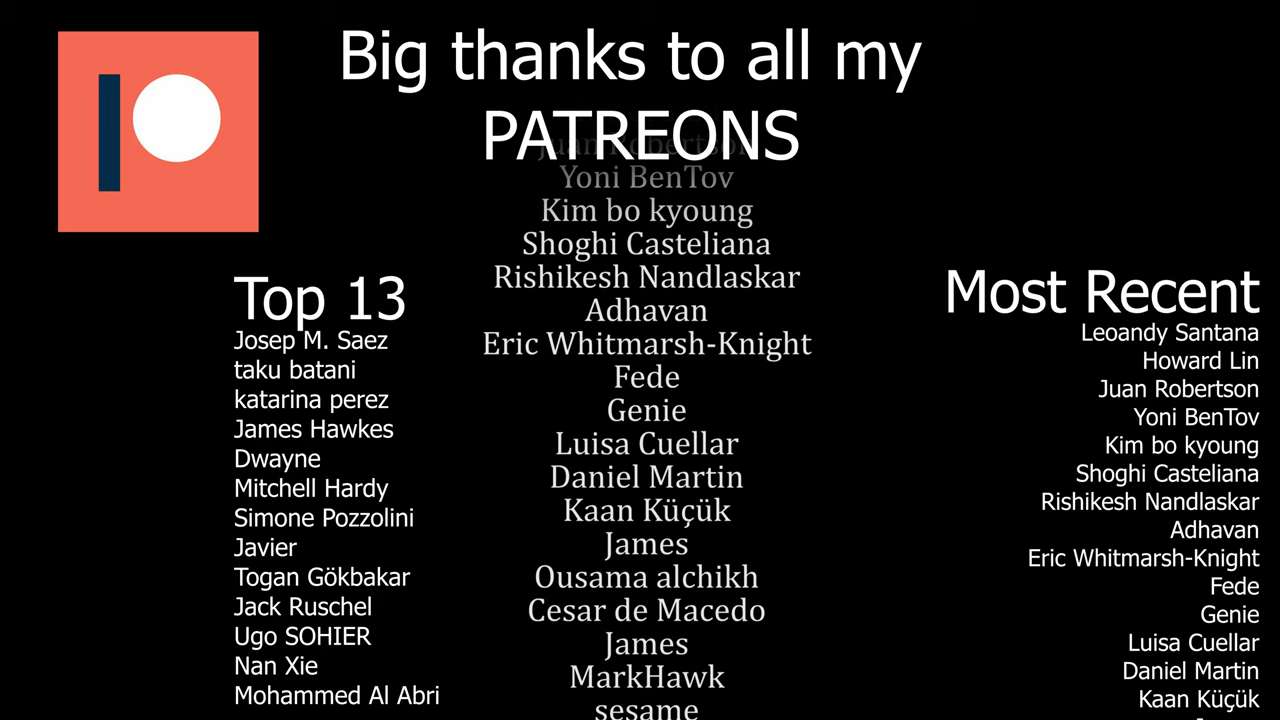 Big thanks to all my
PATREONS
Juan Robertson
Yoni BenTov
Kim bo kyoung
Shoghi Casteliana
Rishikesh Nandlaskar
Adhavan
Eric Whitmarsh-Knight
Fede
Genie
Luisa Cuellar
Daniel Martin
Kaan Küçük
James
Ousama alchikh
Cesar de Macedo
James
MarkHawk
sesame
Top 13
Josep M. Saez
taku batani
katarina perez
James Hawkes
Dwayne
Mitchell Hardy
Simone Pozzolini
Javier
Togan Gökbakar
Jack Ruschel
Ugo SOHIER
Nan Xie
Mohammed Al Abri
Most Recent
Leoandy Santana
Howard Lin
Juan Robertson
Yoni BenTov
Kim bo kyoung
Shoghi Casteliana
Rishikesh Nandlaskar
Adhavan
Eric Whitmarsh-Knight
Fede
Genie
Luisa Cuellar
Daniel Martin
Kaan Küçük